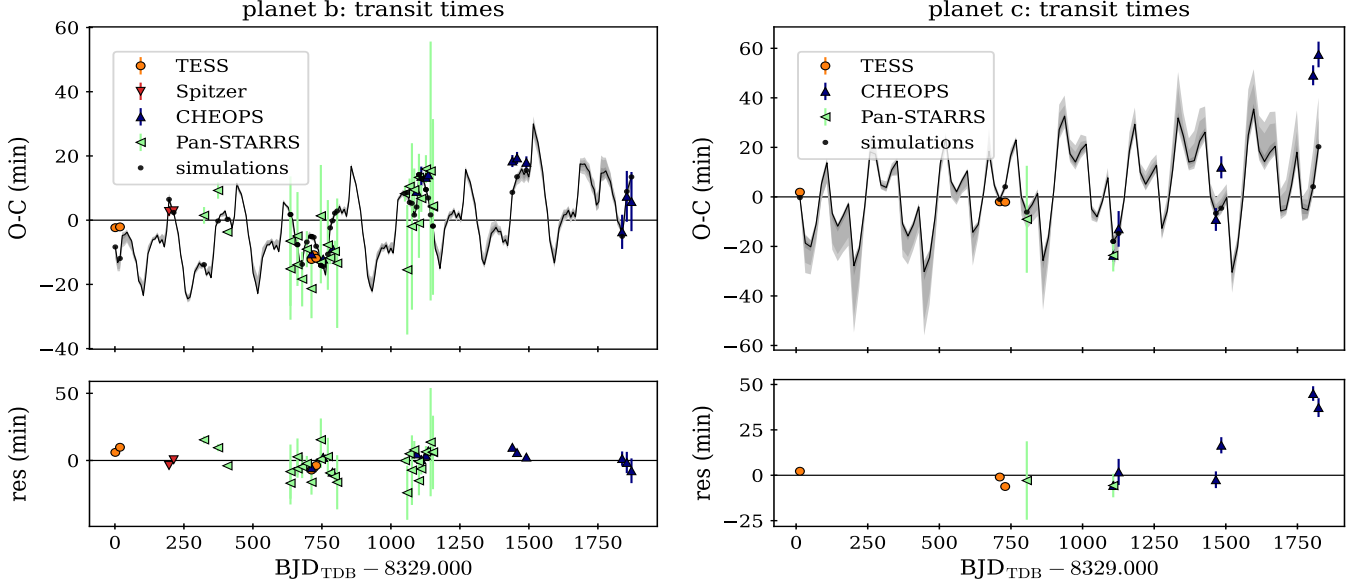 planet b: transit times
60
40
20
0
−20
−40
O-C (min)
TESS
Spitzer
CHEOPS
Pan-STARRS
simulations
50
0
res (min)
0 250 500 750 1000 1250 1500 1750
BJD_TDB − 8329.000
planet c: transit times
60
40
20
0
−20
−40
−60
O-C (min)
TESS
CHEOPS
Pan-STARRS
simulations
50
25
0
−25
res (min)
0 250 500 750 1000 1250 1500 1750
BJD_TDB − 8329.000